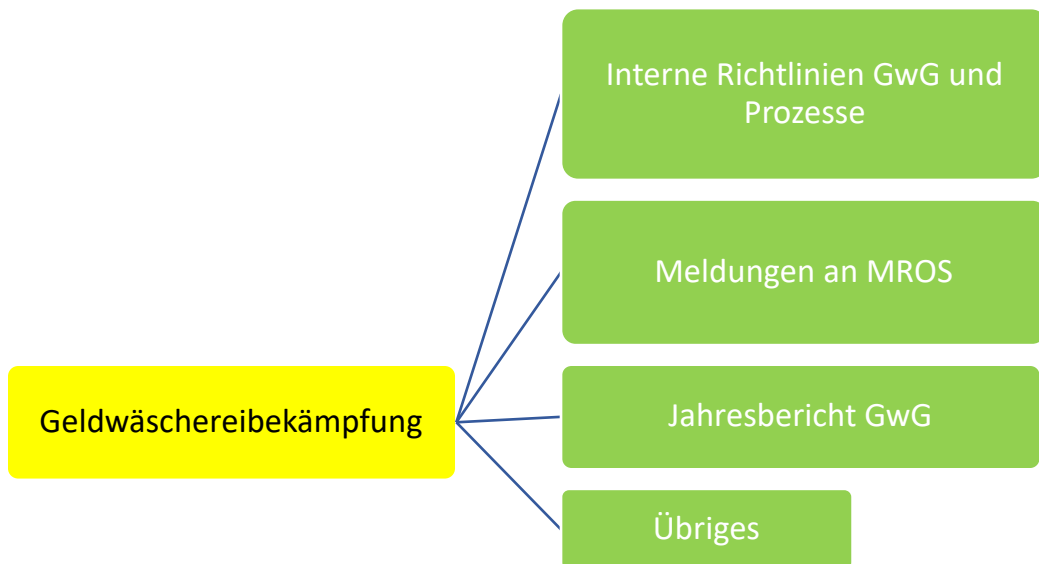 Interne Richtlinien GwG und
Prozesse
Meldungen an MROS
Geldwäschereibekämpfung
Jahresbericht GwG
Übriges